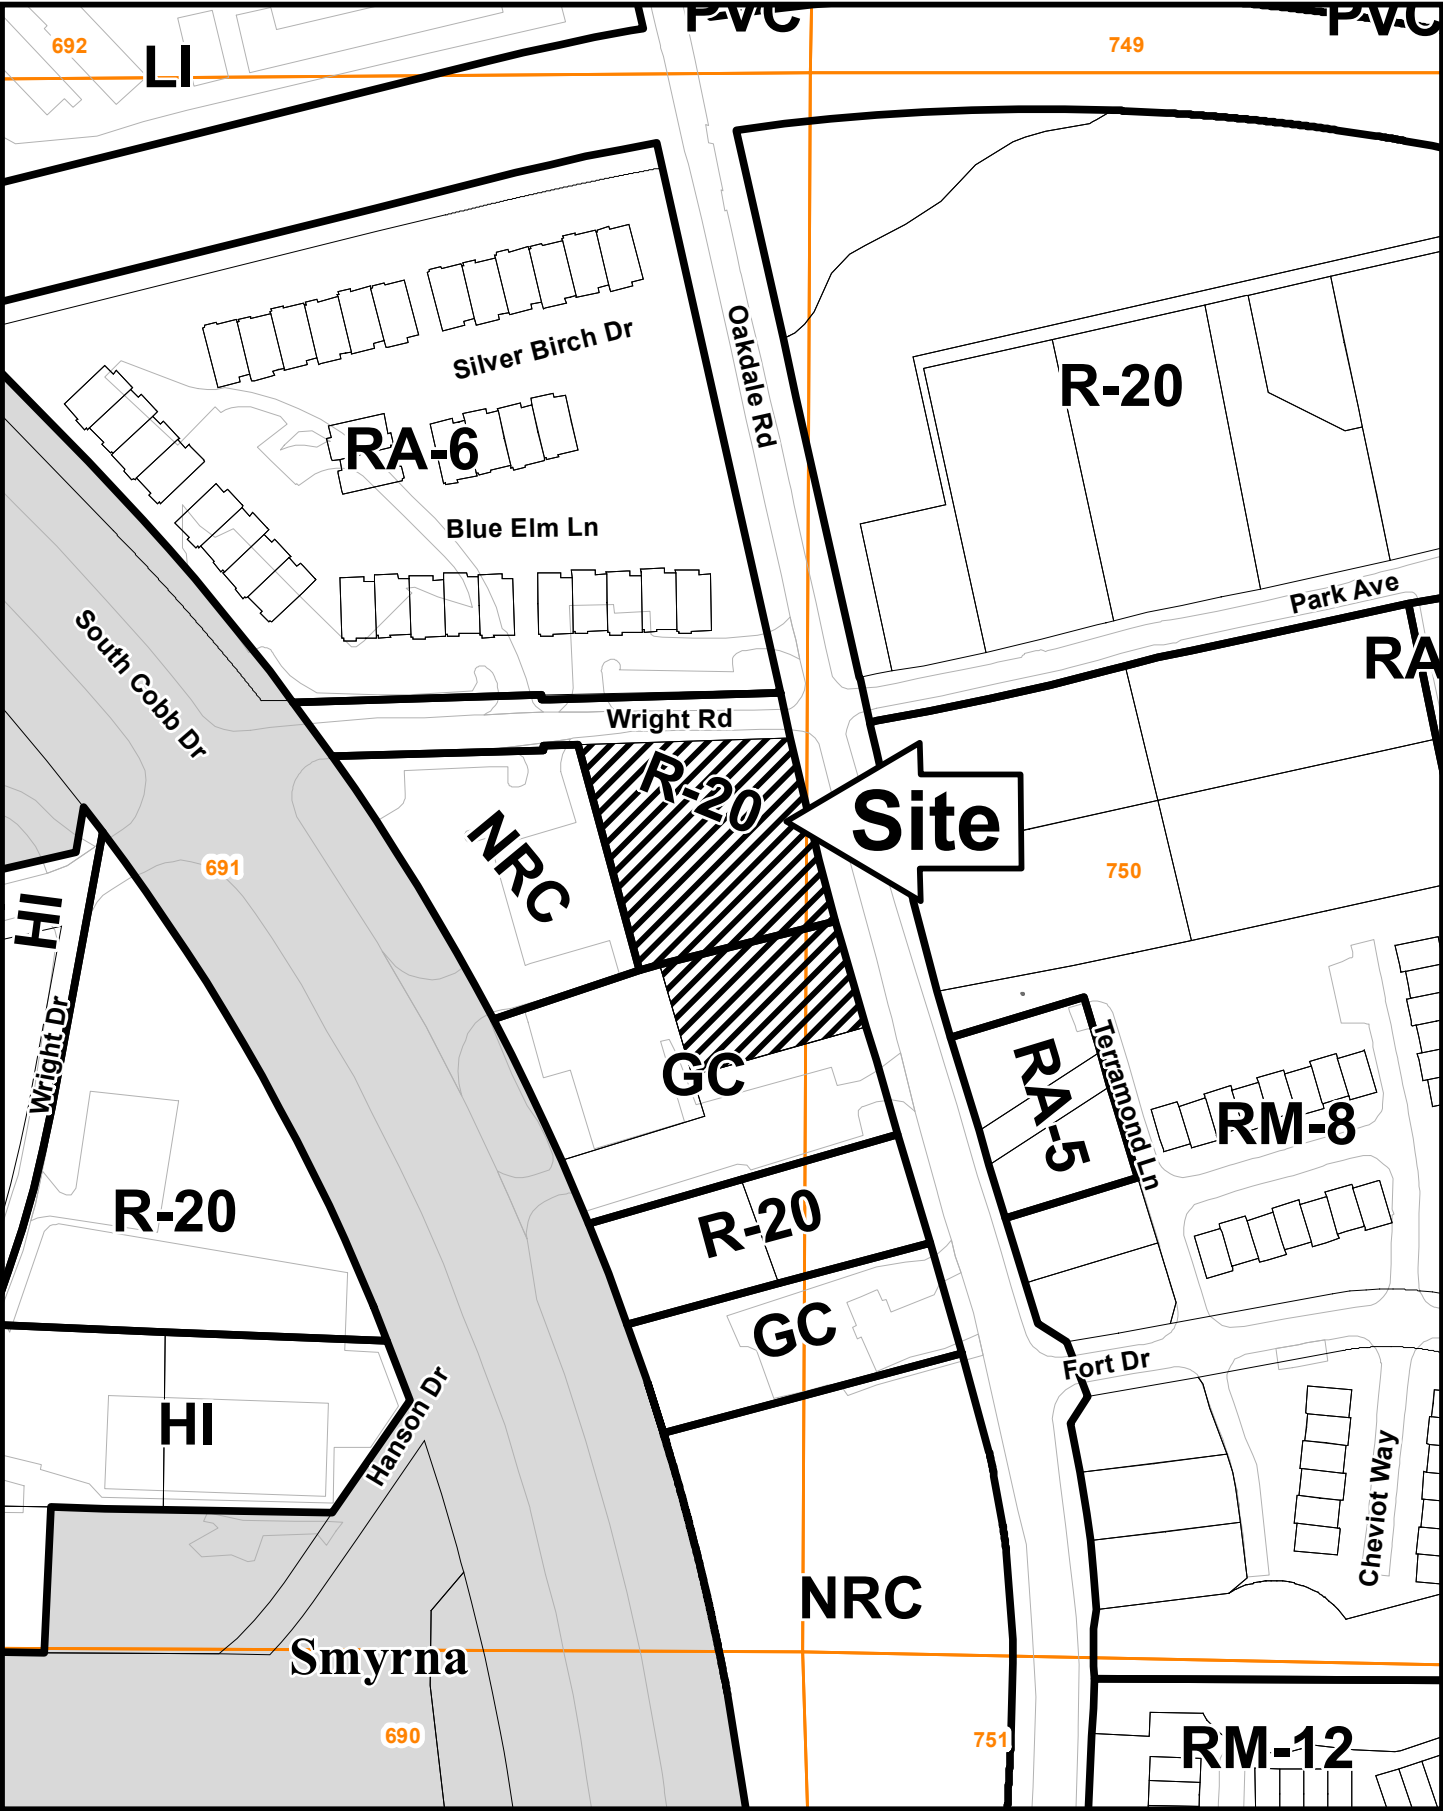 PVC
PVC
692
LI
749
Oakdale Rd
Silver Birch Dr
R-20
RA-6
Blue Elm Ln
Park Ave
South Cobb Dr
RA
Wright Rd
R-20
Site
NRC
691
750
HI
Wright Dr
GC
Terramond Ln
RA-5
RM-8
R-20
R-20
GC
Fort Dr
HI
Hanson Dr
Cheviot Way
NRC
Smyrna
690
751
RM-12